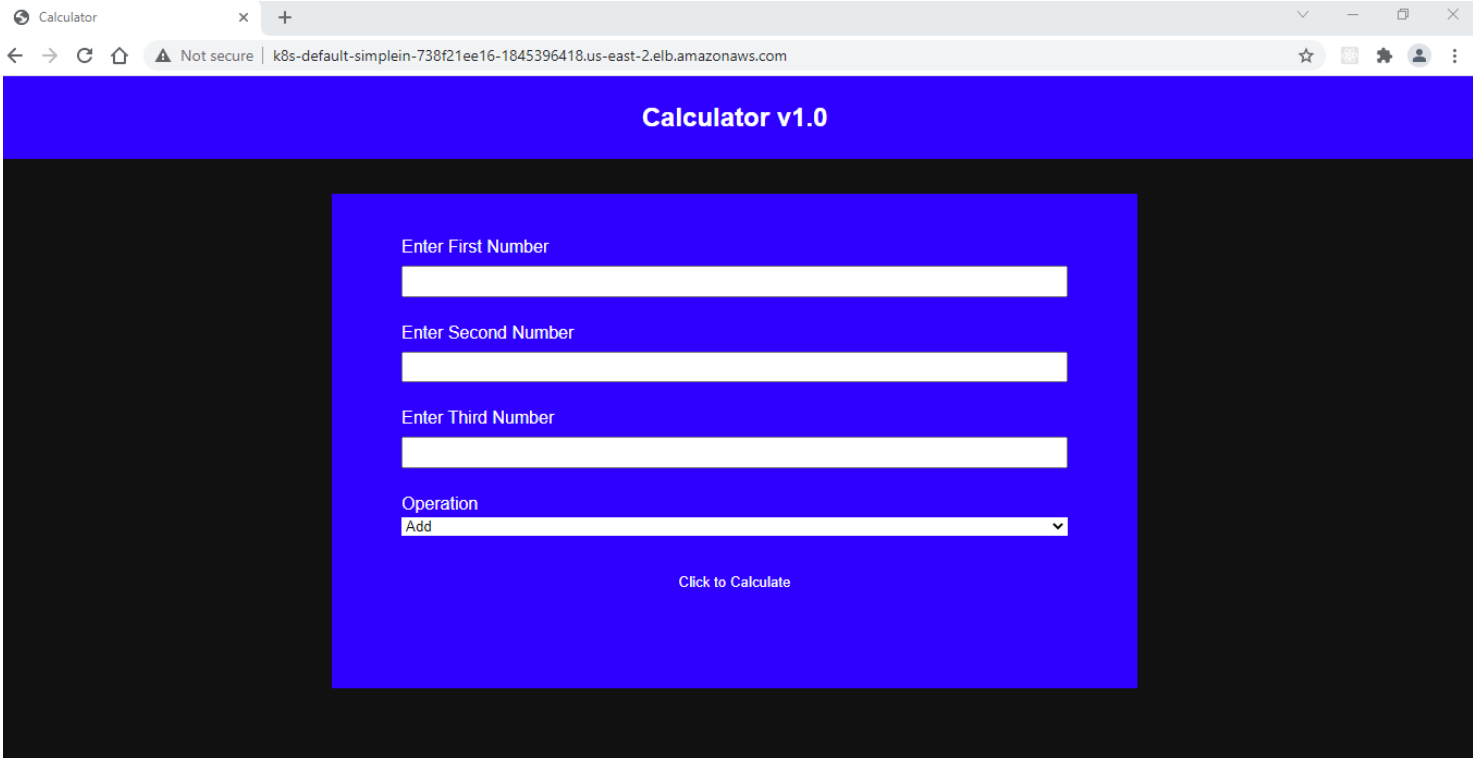 Calculator
Not secure k8s-default-simplein-738f21ee16-1845396418.us-east-2.elb.amazonaws.com
Calculator v1.0
Enter First Number
Enter Second Number
Enter Third Number
Operation
Add
Click to Calculate